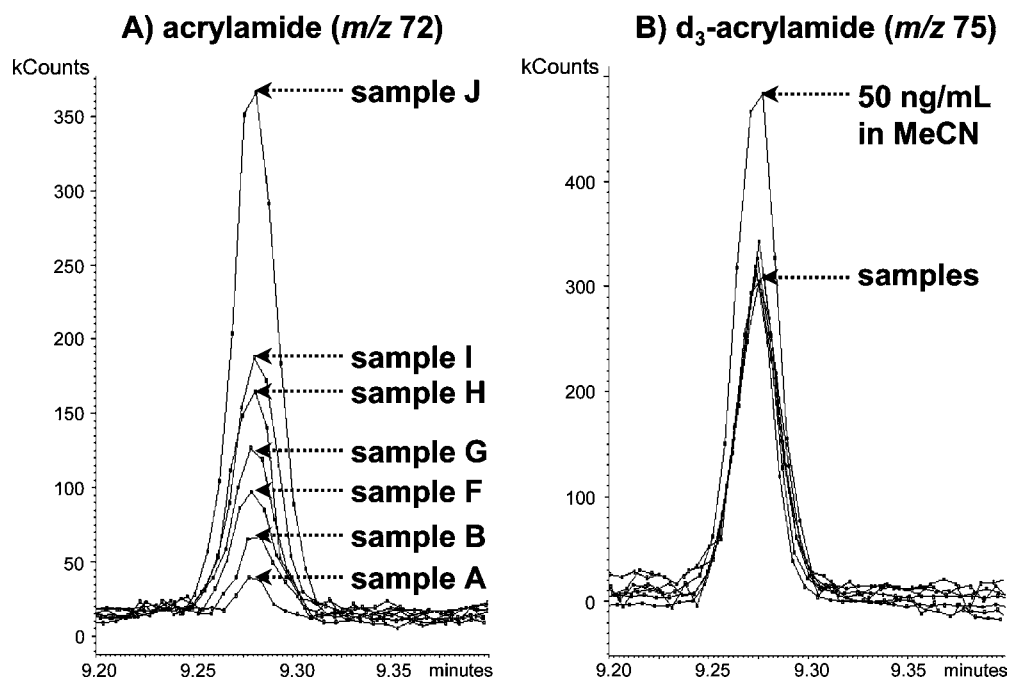 A) acrylamide (m/z 72)
kCounts
350
300
250
200
150
100
50
0
sample J
sample I
sample H
sample G
sample F
sample B
sample A
9.20 9.25 9.30 9.35 minutes
B) d₃-acrylamide (m/z 75)
kCounts
400
300
200
100
0
50 ng/mL
in MeCN
samples
9.20 9.25 9.30 9.35 minutes